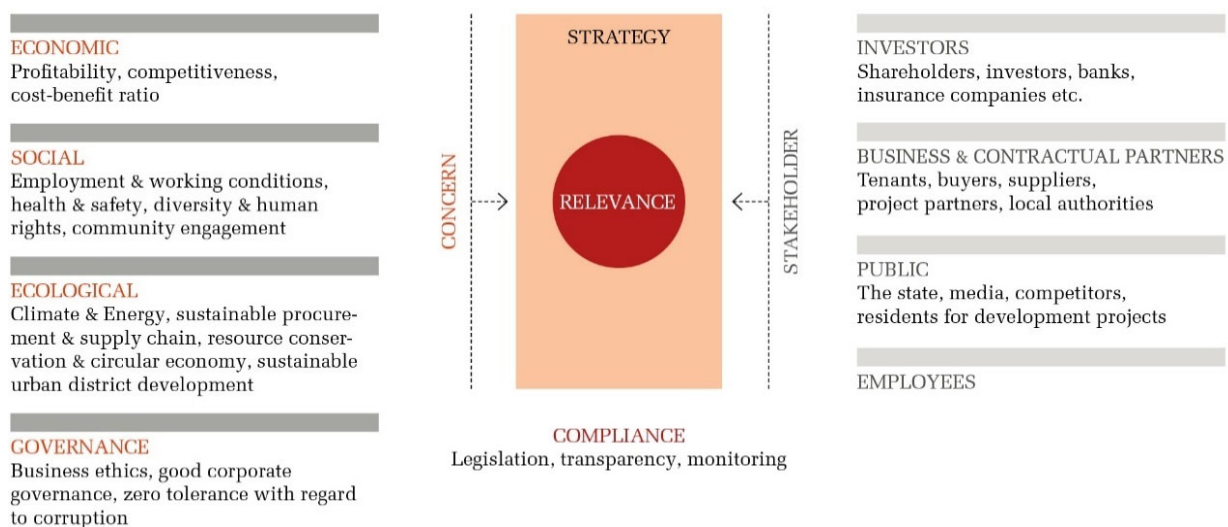 ECONOMIC
Profitability, competitiveness,
cost-benefit ratio
SOCIAL
Employment & working conditions,
health & safety, diversity & human
rights, community engagement
ECOLOGICAL
Climate & Energy, sustainable procure-
ment & supply chain, resource conser-
vation & circular economy, sustainable
urban district development
GOVERNANCE
Business ethics, good corporate
governance, zero tolerance with regard
to corruption
CONCERN
STRATEGY
RELEVANCE
STAKEHOLDER
COMPLIANCE
Legislation, transparency, monitoring
INVESTORS
Shareholders, investors, banks,
insurance companies etc.
BUSINESS & CONTRACTUAL PARTNERS
Tenants, buyers, suppliers,
project partners, local authorities
PUBLIC
The state, media, competitors,
residents for development projects
EMPLOYEES